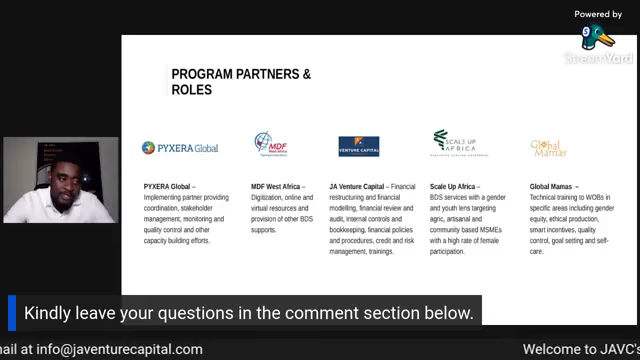 Powered by
StreamYard
PROGRAM PARTNERS &
ROLES
PYXERA Global
MDF
West Africa
VENTURE CAPITAL
SCALE UP
AFRICA
Global
Mamas
PYXERA Global –
Implementing partner providing
coordination, stakeholder
management, monitoring and
quality control and other
capacity building efforts.
MDF West Africa –
Digitalization, online and
virtual resources and
provision of other BDS
supports.
JA Venture Capital – Financial
restructuring and financial
modelling, financial review and
audit, internal controls and
bookkeeping, financial policies
and procedures, credit and risk
management, trainings.
Scale Up Africa –
BDS services with a gender
and youth lens targeting
agric, artisanal and
community based MSMEs
with a high rate of female
participation.
Global Mamas –
Technical training to WOBs in
specific areas including gender
equity, ethical production,
smart incentives, quality
control, goal setting and self-
care.
Kindly leave your questions in the comment section below.
mail at info@javenturecapital.com
Welcome to JAVC's